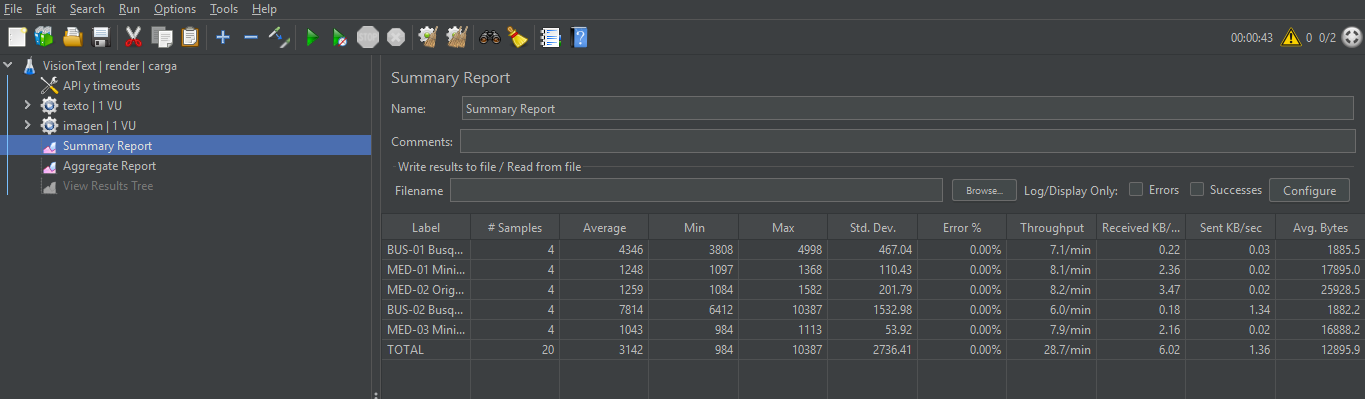 File Edit Search Run Options Tools Help
00:00:43 0 0/2
VisionText | render | carga
API y timeouts
texto | 1 VU
imagen | 1 VU
Summary Report
Aggregate Report
View Results Tree
Summary Report
Name: Summary Report
Comments:
Write results to file / Read from file
Filename Browse... Log/Display Only: Errors Successes Configure
Label # Samples Average Min Max Std. Dev. Error % Throughput Received KB/... Sent KB/sec Avg. Bytes
BUS-01 Busq... 4 4346 3808 4998 467.04 0.00% 7.1/min 0.22 0.03 1885.5
MED-01 Mini... 4 1248 1097 1368 110.43 0.00% 8.1/min 2.36 0.02 17895.0
MED-02 Orig... 4 1259 1084 1582 201.79 0.00% 8.2/min 3.47 0.02 25928.5
BUS-02 Busq... 4 7814 6412 10387 1532.98 0.00% 6.0/min 0.18 1.34 1882.2
MED-03 Mini... 4 1043 984 1113 53.92 0.00% 7.9/min 2.16 0.02 16888.2
TOTAL 20 3142 984 10387 2736.41 0.00% 28.7/min 6.02 1.36 12895.9